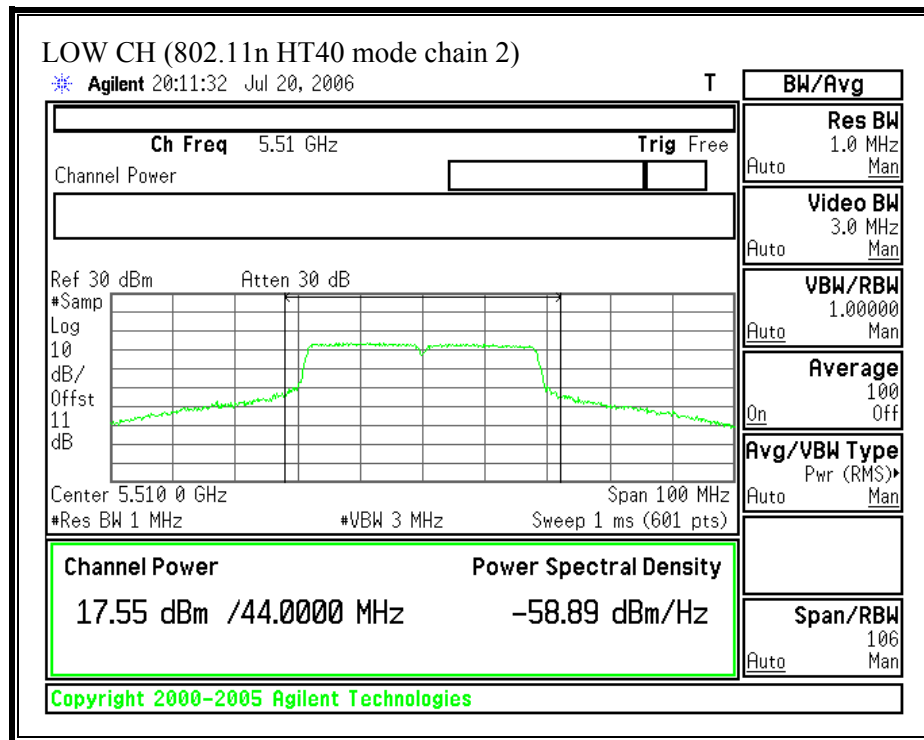 LOW CH (802.11n HT40 mode chain 2)
Agilent 20:11:32 Jul 20, 2006 T
Ch Freq 5.51 GHz Trig Free
Channel Power
Ref 30 dBm Atten 30 dB
#Samp
Log
10
dB/
Offst
11
dB
Center 5.510 0 GHz Span 100 MHz
#Res BW 1 MHz #VBW 3 MHz Sweep 1 ms (601 pts)
Channel Power Power Spectral Density
17.55 dBm /44.0000 MHz -58.89 dBm/Hz
Copyright 2000-2005 Agilent Technologies
BW/Avg
Res BW
1.0 MHz
Auto Man
Video BW
3.0 MHz
Auto Man
VBW/RBW
1.00000
Auto Man
Average
100
On Off
Avg/VBW Type
Pwr (RMS)▸
Auto Man
Span/RBW
106
Auto Man